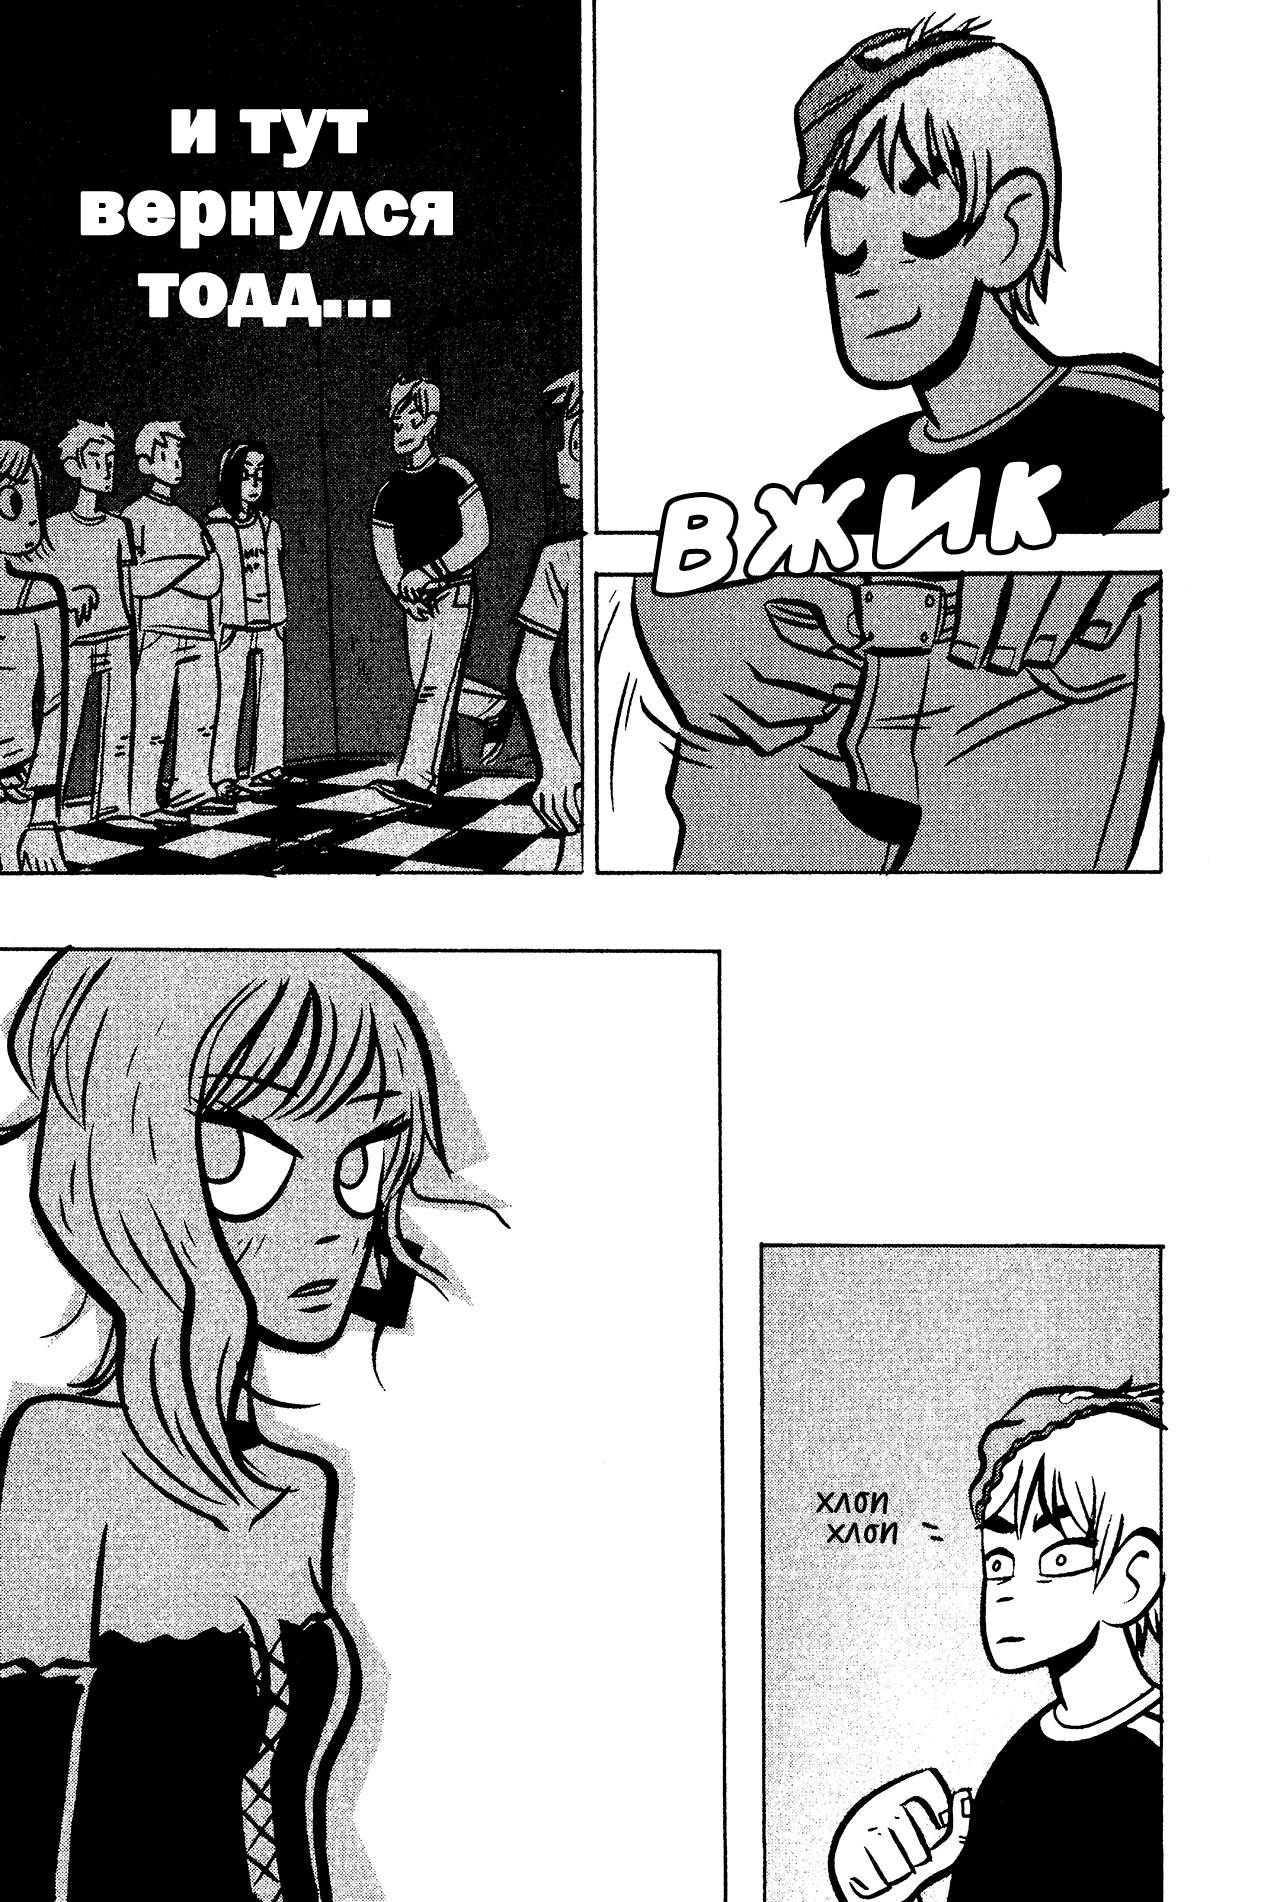 и тут
вернулся
тодд...
ВЖИК
хлоп
хлоп